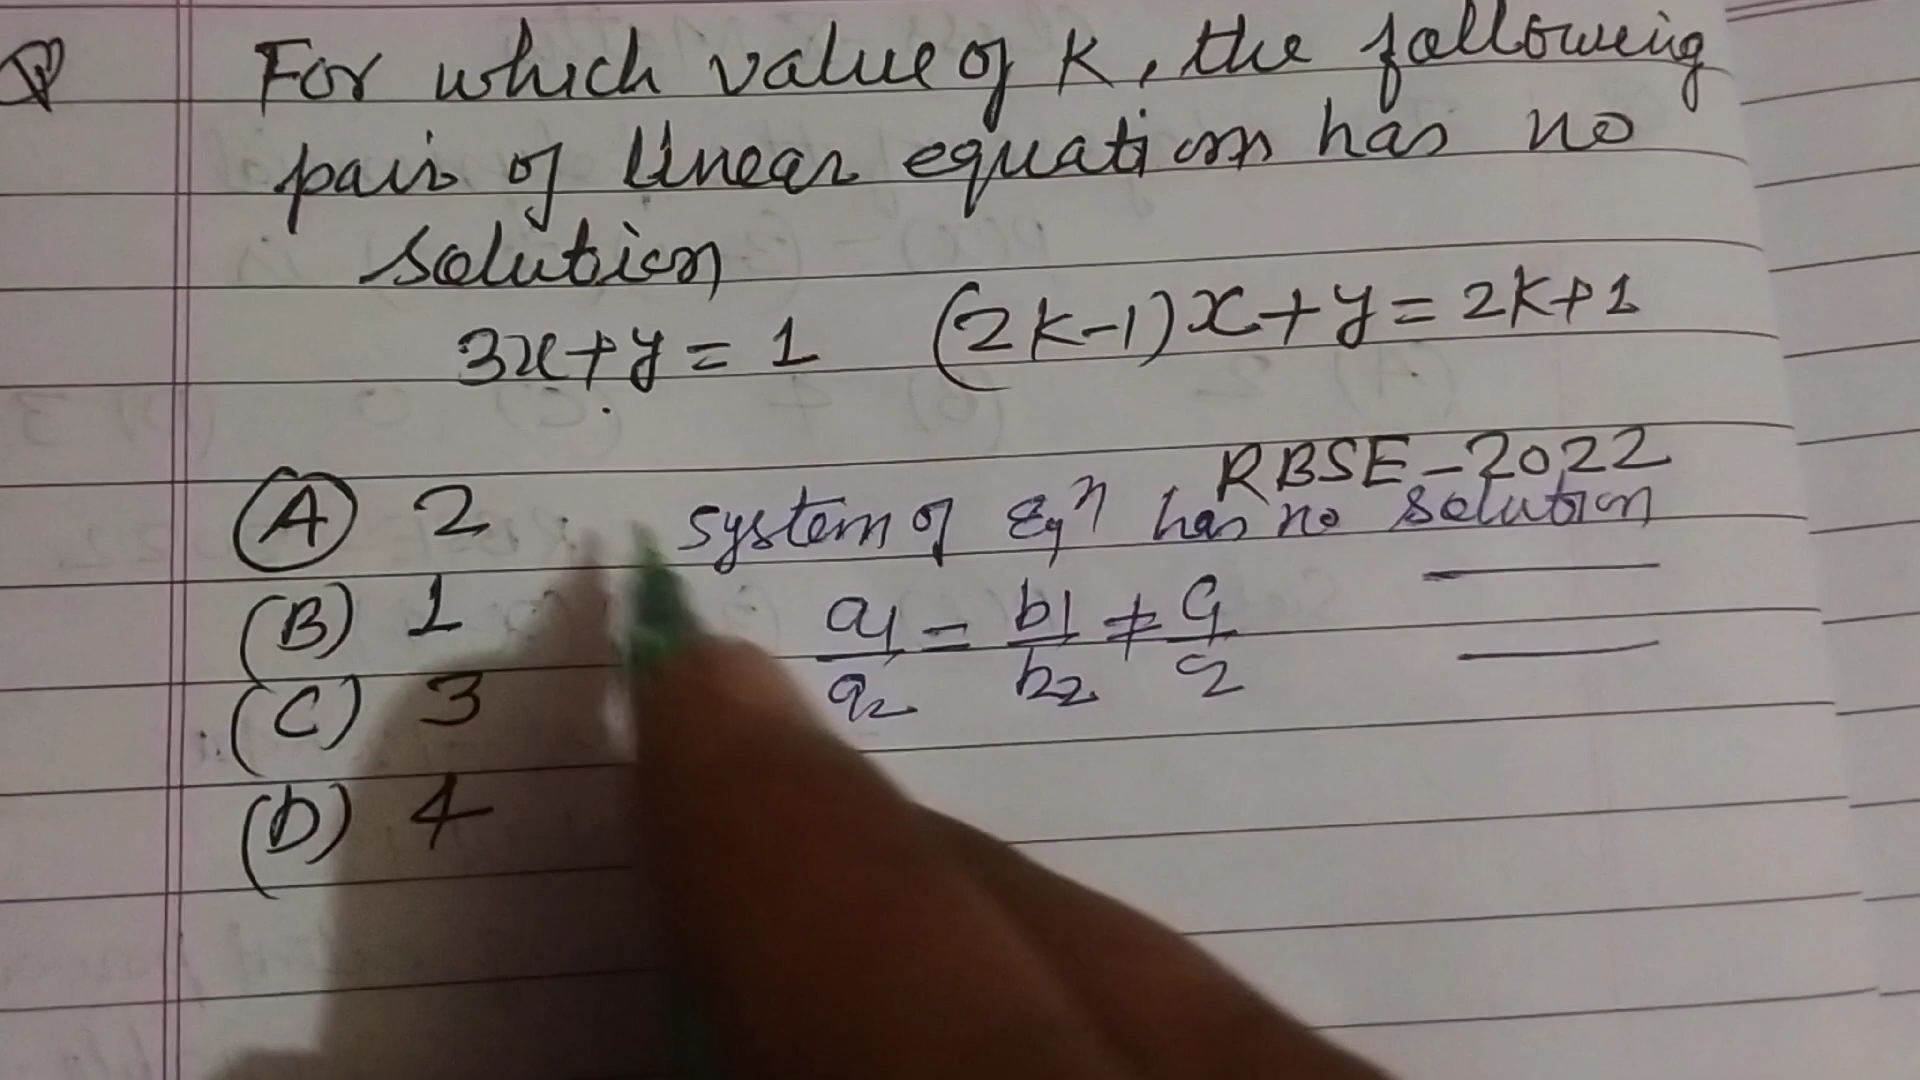 Q For which value of K, the following
pair of linear equation has no
solution
3x+y=1 (2K-1)x+y=2K+1
RBSE-2022
(A) 2 system of Eqn has no solution
(B) 1 a1/a2 = b1/b2 ≠ c1/c2
(C) 3
(D) 4